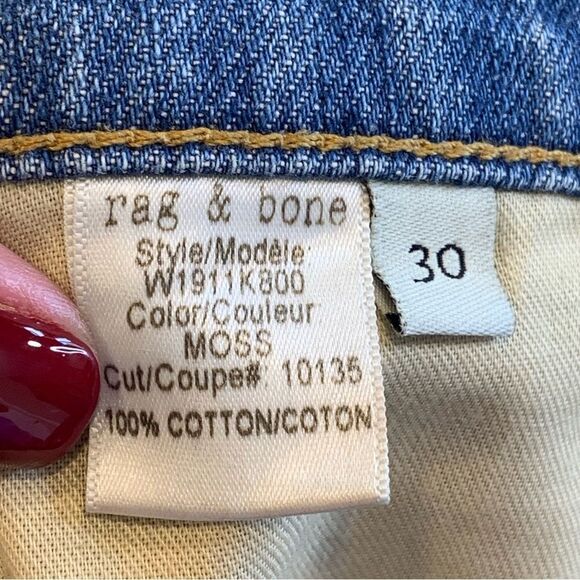 rag & bone
Style/Modèle:
W1911K800
Color/Couleur
MOSS
Cut/Coupe#: 10135
100% COTTON/COTON
30